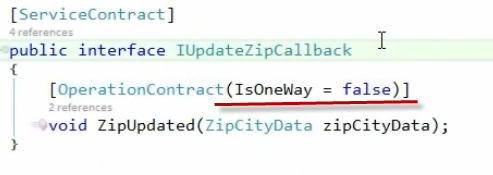 [ServiceContract]
4 references
public interface IUpdateZipCallback
{
[OperationContract(IsOneWay = false)]
2 references
void ZipUpdated(ZipCityData zipCityData);
}